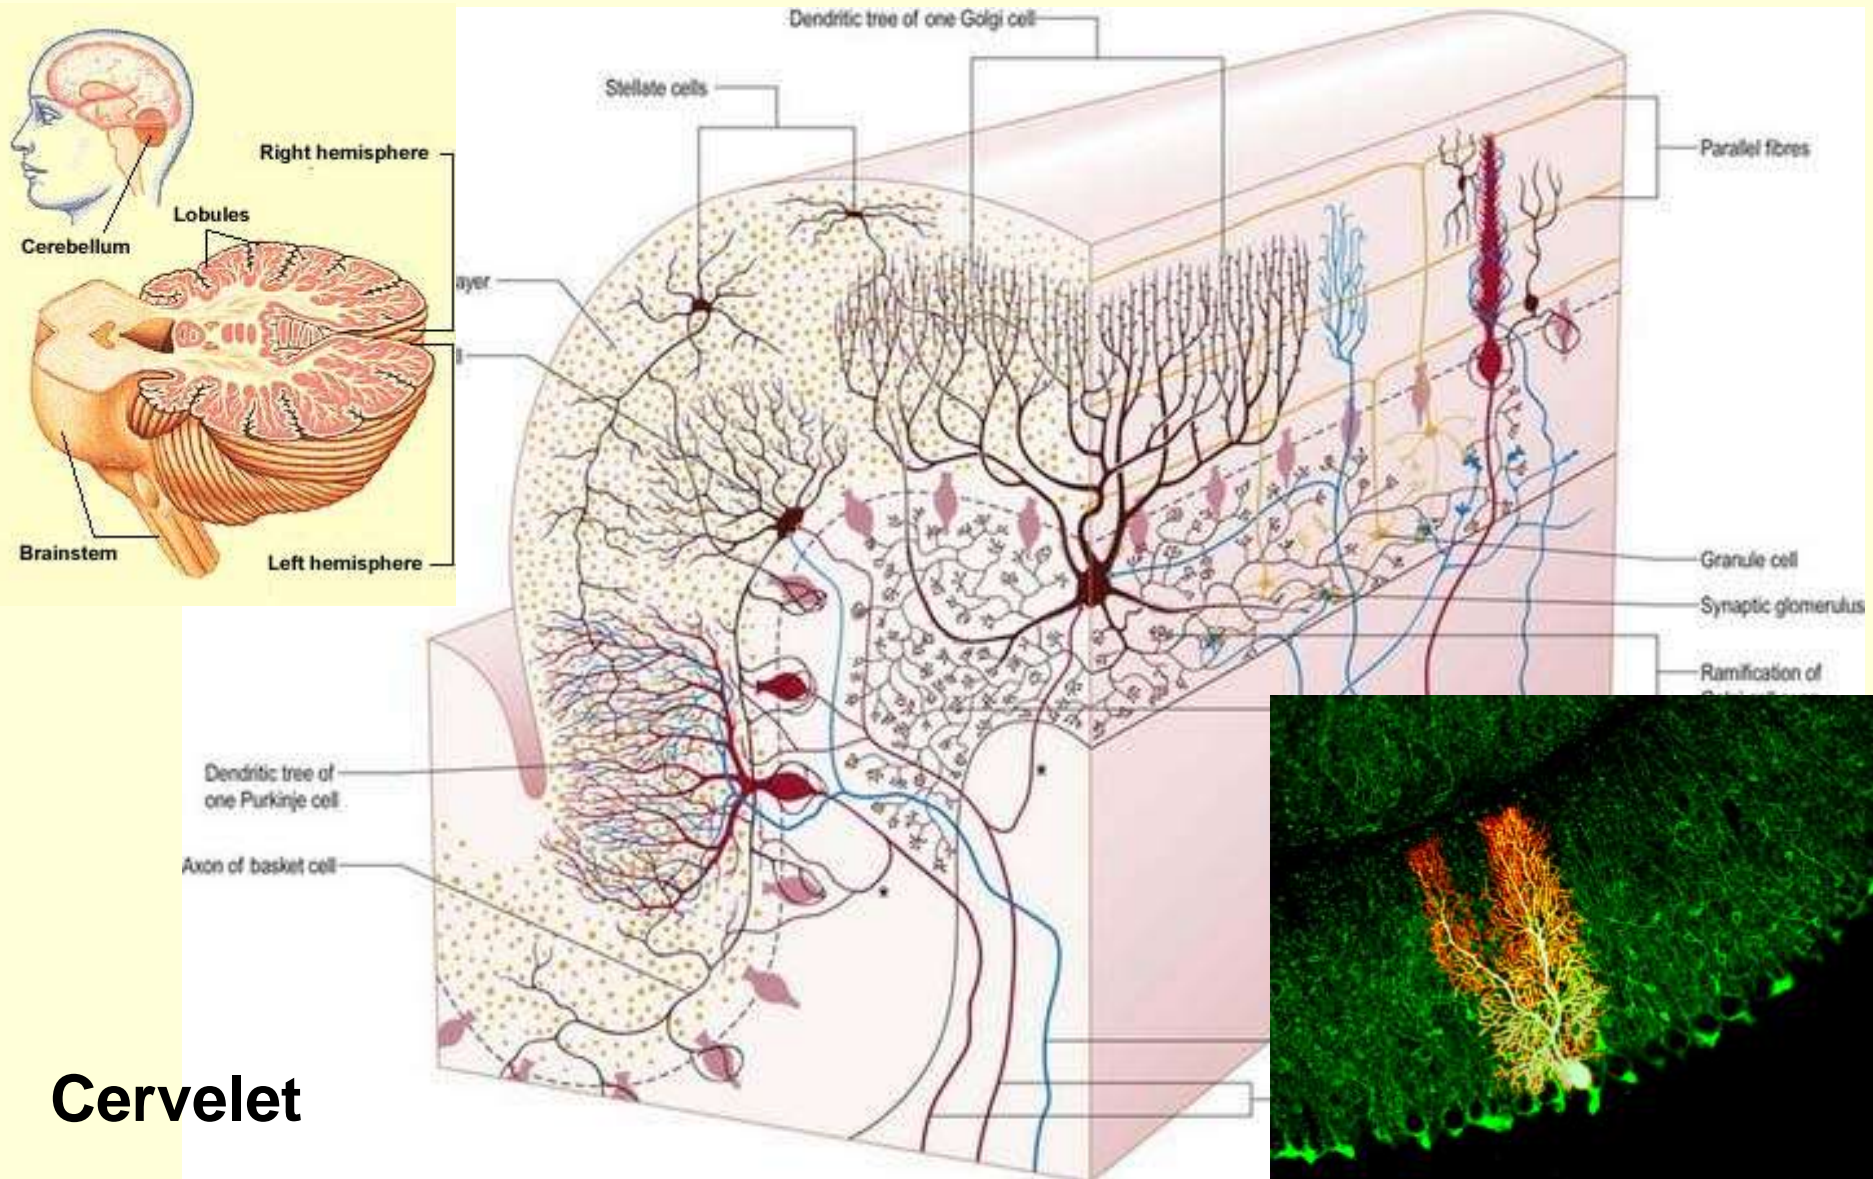 Dendritic tree of one Golgi cell
Stellate cells
Parallel fibres
Right hemisphere
Lobules
Cerebellum
ayer
Brainstem
Left hemisphere
Granule cell
Synaptic glomerulus
Ramification of
Dendritic tree of
one Purkinje cell
Axon of basket cell
*
*
Cervelet